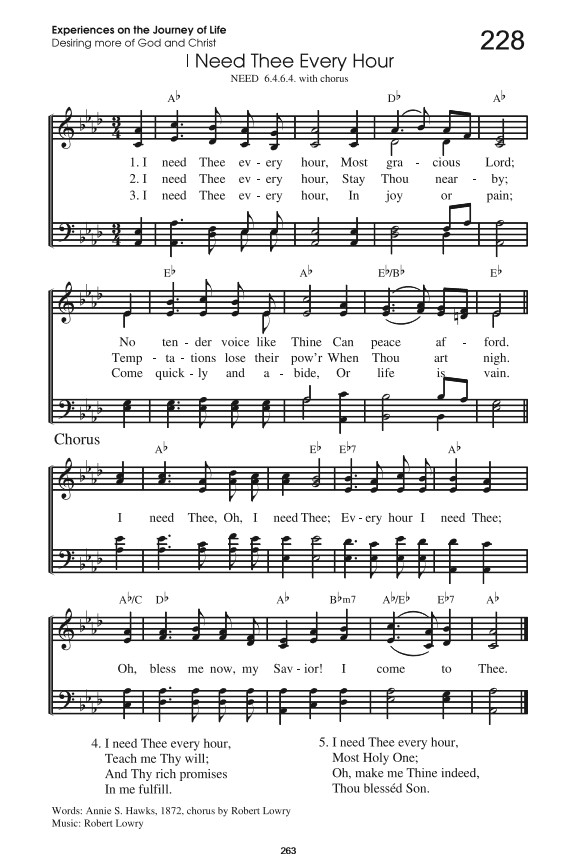 Experiences on the Journey of Life
Desiring more of God and Christ
228
I Need Thee Every Hour
NEED 6.4.6.4. with chorus
A♭ D♭ A♭
1. I need Thee ev - ery hour, Most gra - cious Lord;
2. I need Thee ev - ery hour, Stay Thou near - by;
3. I need Thee ev - ery hour, In joy or pain;
E♭ A♭ E♭/B♭ E♭
No ten - der voice like Thine Can peace af - ford.
Temp - ta - tions lose their pow'r When Thou art nigh.
Come quick - ly and a - bide, Or life is vain.
Chorus
A♭ E♭ E♭7 A♭
I need Thee, Oh, I need Thee; Ev - ery hour I need Thee;
A♭/C D♭ A♭ B♭m7 A♭/E♭ E♭7 A♭
Oh, bless me now, my Sav - ior! I come to Thee.
4. I need Thee every hour,
Teach me Thy will;
And Thy rich promises
In me fulfill.
5. I need Thee every hour,
Most Holy One;
Oh, make me Thine indeed,
Thou blesséd Son.
Words: Annie S. Hawks, 1872, chorus by Robert Lowry
Music: Robert Lowry
263